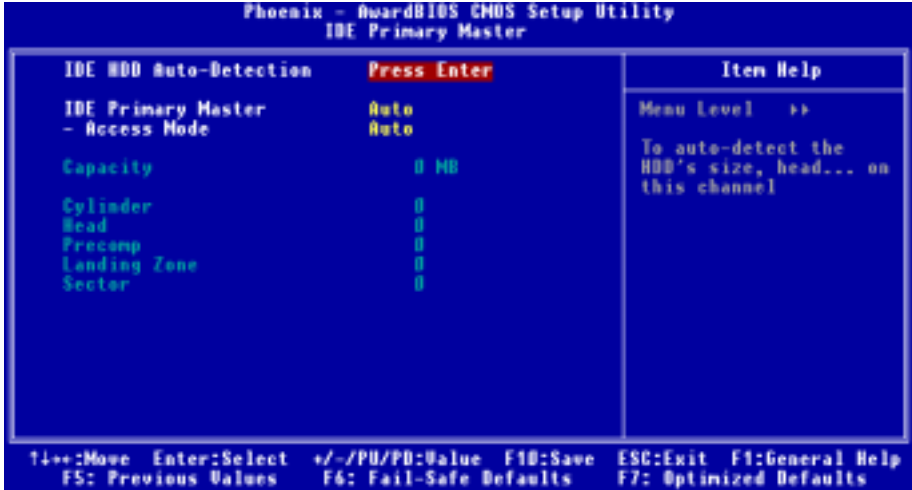 Phoenix - AwardBIOS CMOS Setup Utility
IDE Primary Master
IDE HDD Auto-Detection Press Enter
IDE Primary Master Auto
- Access Mode Auto
Capacity 0 MB
Cylinder 0
Head 0
Precomp 0
Landing Zone 0
Sector 0
Item Help
Menu Level ▸▸
To auto-detect the
HDD's size, head... on
this channel
↑↓→←:Move Enter:Select +/-/PU/PD:Value F10:Save ESC:Exit F1:General Help
F5: Previous Values F6: Fail-Safe Defaults F7: Optimized Defaults